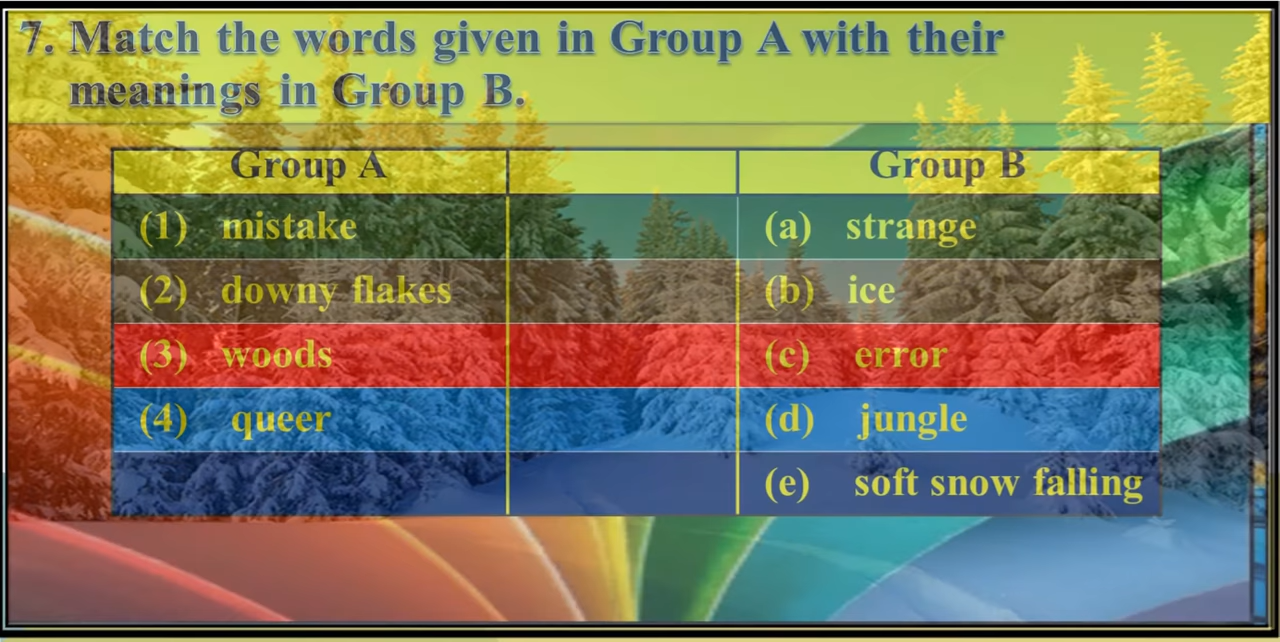 7. Match the words given in Group A with their
meanings in Group B.
Group A Group B
(1) mistake (a) strange
(2) downy flakes (b) ice
(3) woods (c) error
(4) queer (d) jungle
(e) soft snow falling